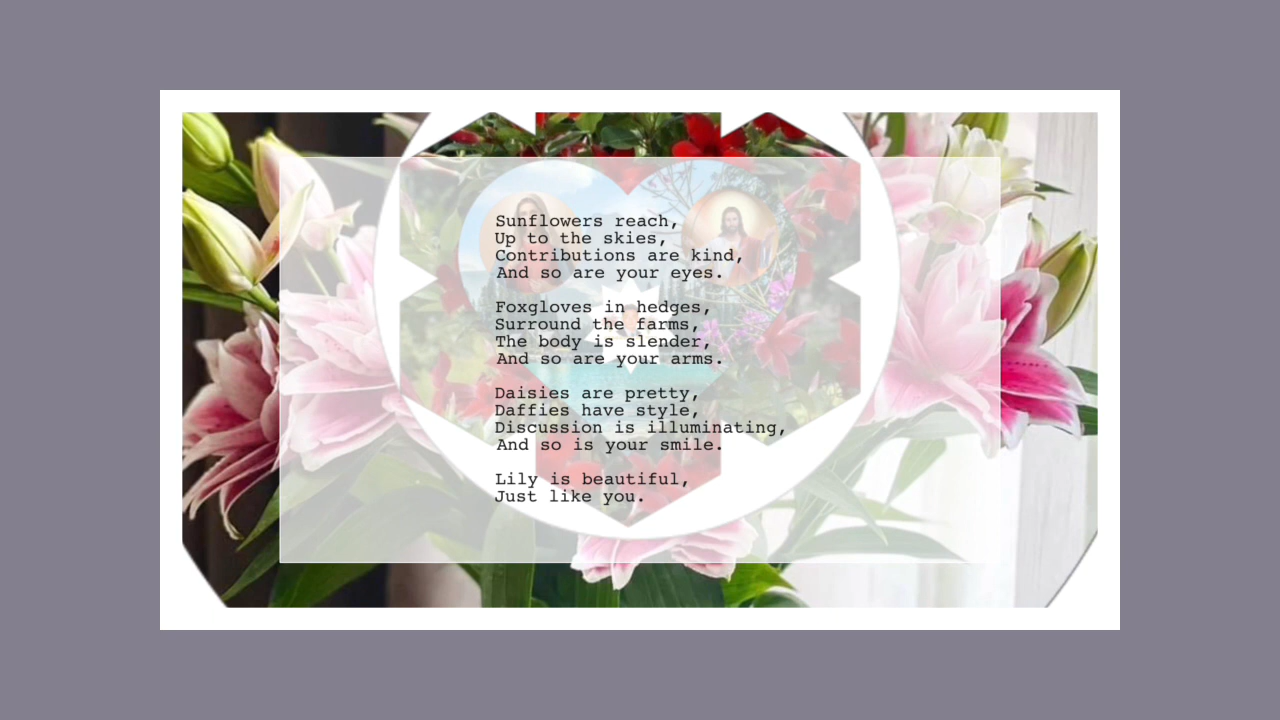 Sunflowers reach,
Up to the skies,
Contributions are kind,
And so are your eyes.
Foxgloves in hedges,
Surround the farms,
The body is slender,
And so are your arms.
Daisies are pretty,
Daffies have style,
Discussion is illuminating,
And so is your smile.
Lily is beautiful,
Just like you.